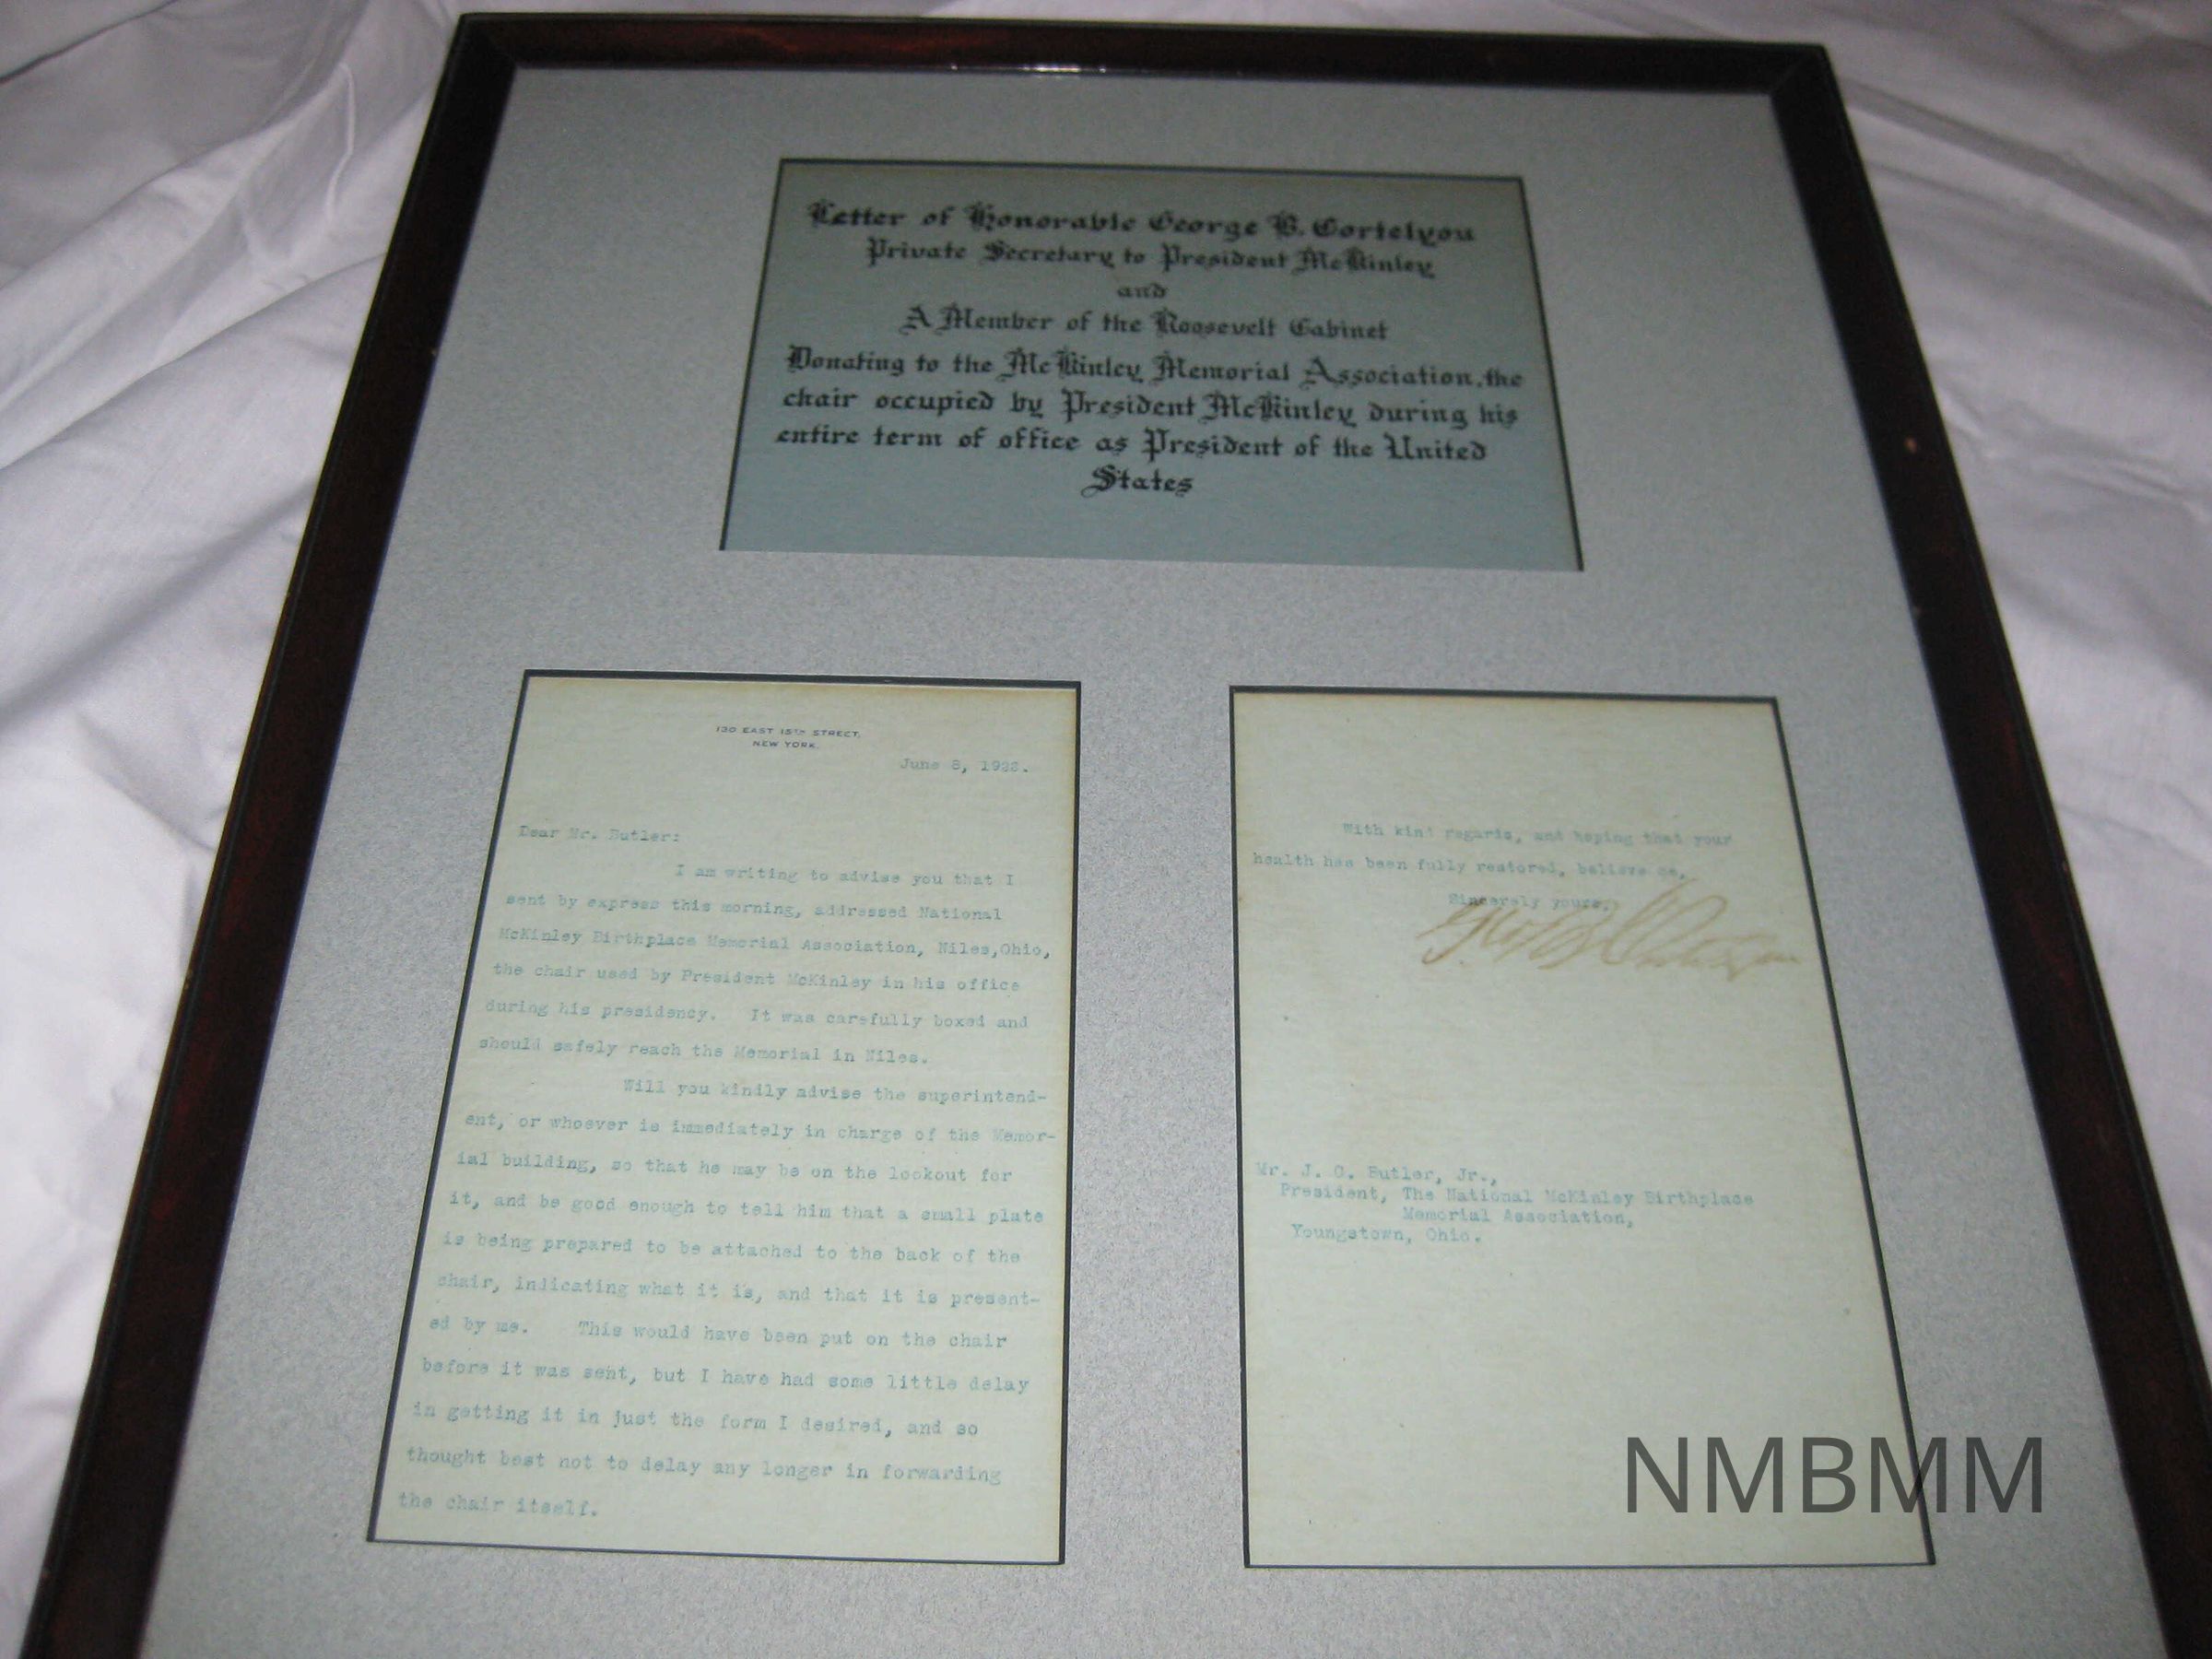 Letter of Honorable George B. Cortelyou
Private Secretary to President McKinley
and
A Member of the Roosevelt Cabinet
Donating to the McKinley Memorial Association, the
chair occupied by President McKinley during his
entire term of office as President of the United
States
EAST 15TH STREET,
NEW YORK.
June 8,
Dear Mr. Butler:
I am writing to advise you that I
sent by express this morning, addressed National
McKinley Birthplace Memorial Association, Niles,Ohio,
the chair used by President McKinley in his office
during his presidency. It was carefully boxed and
should safely reach the Memorial in Niles.
Will you kindly advise the superintend-
ent, or whoever is immediately in charge of the Memor-
ial building, so that he may be on the lookout for
it, and be good enough to tell him that a small plate
is being prepared to be attached to the back of the
chair, indicating what it is, and that it is present-
ed by me. This would have been put on the chair
before it was sent, but I have had some little delay
in getting it in just the form I desired, and so
thought best not to delay any longer in forwarding
the chair itself.
With kind regards, and hoping that your
health has been fully restored, believe me,
Sincerely yours,
Geo B Cortelyou
Mr. J. G. Butler, Jr.,
President, The National McKinley Birthplace
Memorial Association,
Youngstown, Ohio.
NMBMM